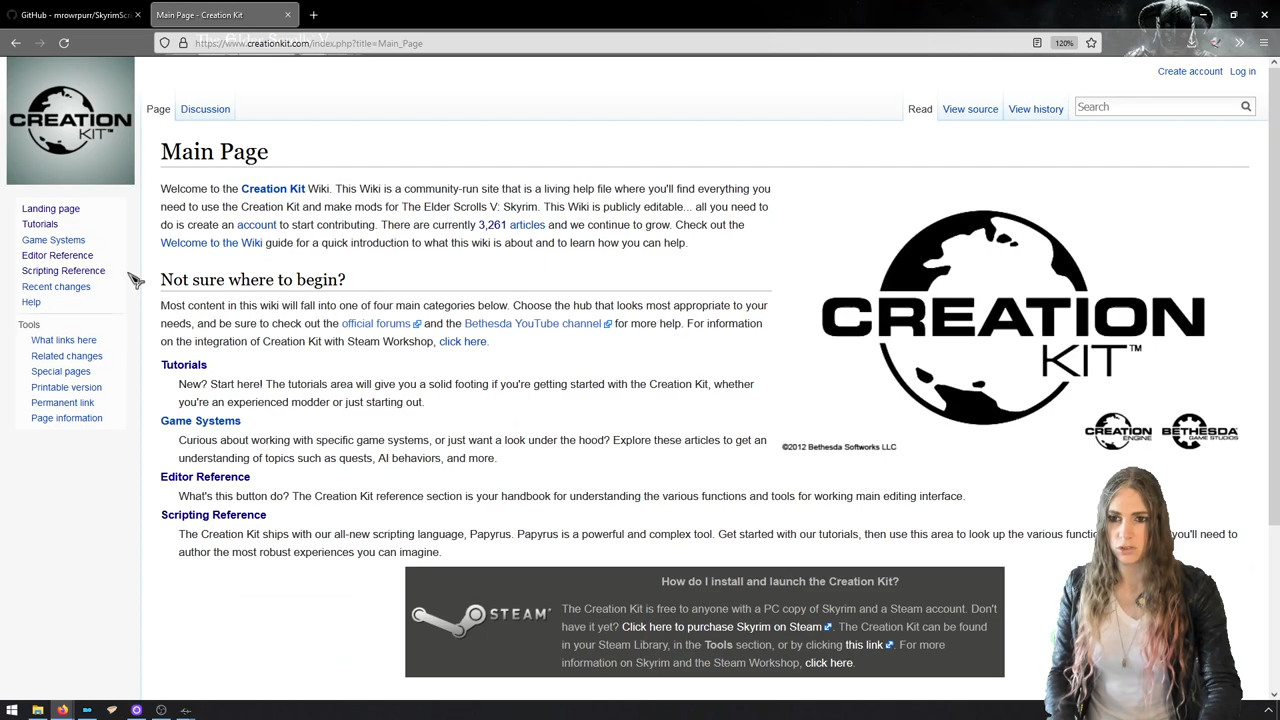 GitHub - mrowrpurr/SkyrimScr
Main Page - Creation Kit
https://www.creationkit.com/index.php?title=Main_Page
120%
Create account
Log in
CREATION
KIT™
Page
Discussion
Read
View source
View history
Search
Main Page
Landing page
Tutorials
Game Systems
Editor Reference
Scripting Reference
Recent changes
Help
Tools
What links here
Related changes
Special pages
Printable version
Permanent link
Page information
Welcome to the Creation Kit Wiki. This Wiki is a community-run site that is a living help file where you'll find everything you
need to use the Creation Kit and make mods for The Elder Scrolls V: Skyrim. This Wiki is publicly editable... all you need to
do is create an account to start contributing. There are currently 3,261 articles and we continue to grow. Check out the
Welcome to the Wiki guide for a quick introduction to what this wiki is about and to learn how you can help.
Not sure where to begin?
Most content in this wiki will fall into one of four main categories below. Choose the hub that looks most appropriate to your
needs, and be sure to check out the official forums and the Bethesda YouTube channel for more help. For information
on the integration of Creation Kit with Steam Workshop, click here.
Tutorials
New? Start here! The tutorials area will give you a solid footing if you're getting started with the Creation Kit, whether
you're an experienced modder or just starting out.
Game Systems
Curious about working with specific game systems, or just want a look under the hood? Explore these articles to get an
understanding of topics such as quests, AI behaviors, and more.
Editor Reference
What's this button do? The Creation Kit reference section is your handbook for understanding the various functions and tools for working main editing interface.
Scripting Reference
The Creation Kit ships with our all-new scripting language, Papyrus. Papyrus is a powerful and complex tool. Get started with our tutorials, then use this area to look up the various functi you'll need to
author the most robust experiences you can imagine.
CREATION
KIT™
©2012 Bethesda Softworks LLC
CREATION
ENGINE
BETHESDA
GAME STUDIOS
STEAM
How do I install and launch the Creation Kit?
The Creation Kit is free to anyone with a PC copy of Skyrim and a Steam account. Don't
have it yet? Click here to purchase Skyrim on Steam. The Creation Kit can be found
in your Steam Library, in the Tools section, or by clicking this link. For more
information on Skyrim and the Steam Workshop, click here.